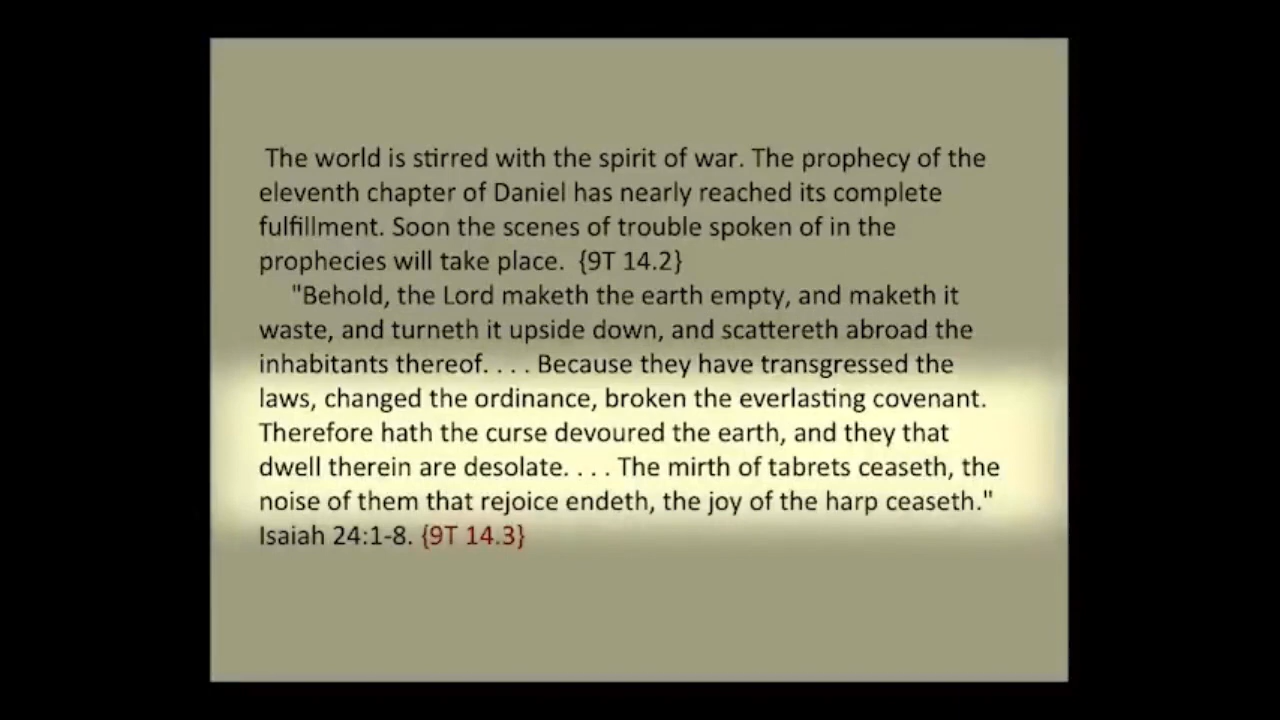 The world is stirred with the spirit of war. The prophecy of the
eleventh chapter of Daniel has nearly reached its complete
fulfillment. Soon the scenes of trouble spoken of in the
prophecies will take place. {9T 14.2}
"Behold, the Lord maketh the earth empty, and maketh it
waste, and turneth it upside down, and scattereth abroad the
inhabitants thereof. . . . Because they have transgressed the
laws, changed the ordinance, broken the everlasting covenant.
Therefore hath the curse devoured the earth, and they that
dwell therein are desolate. . . . The mirth of tabrets ceaseth, the
noise of them that rejoice endeth, the joy of the harp ceaseth."
Isaiah 24:1-8. {9T 14.3}